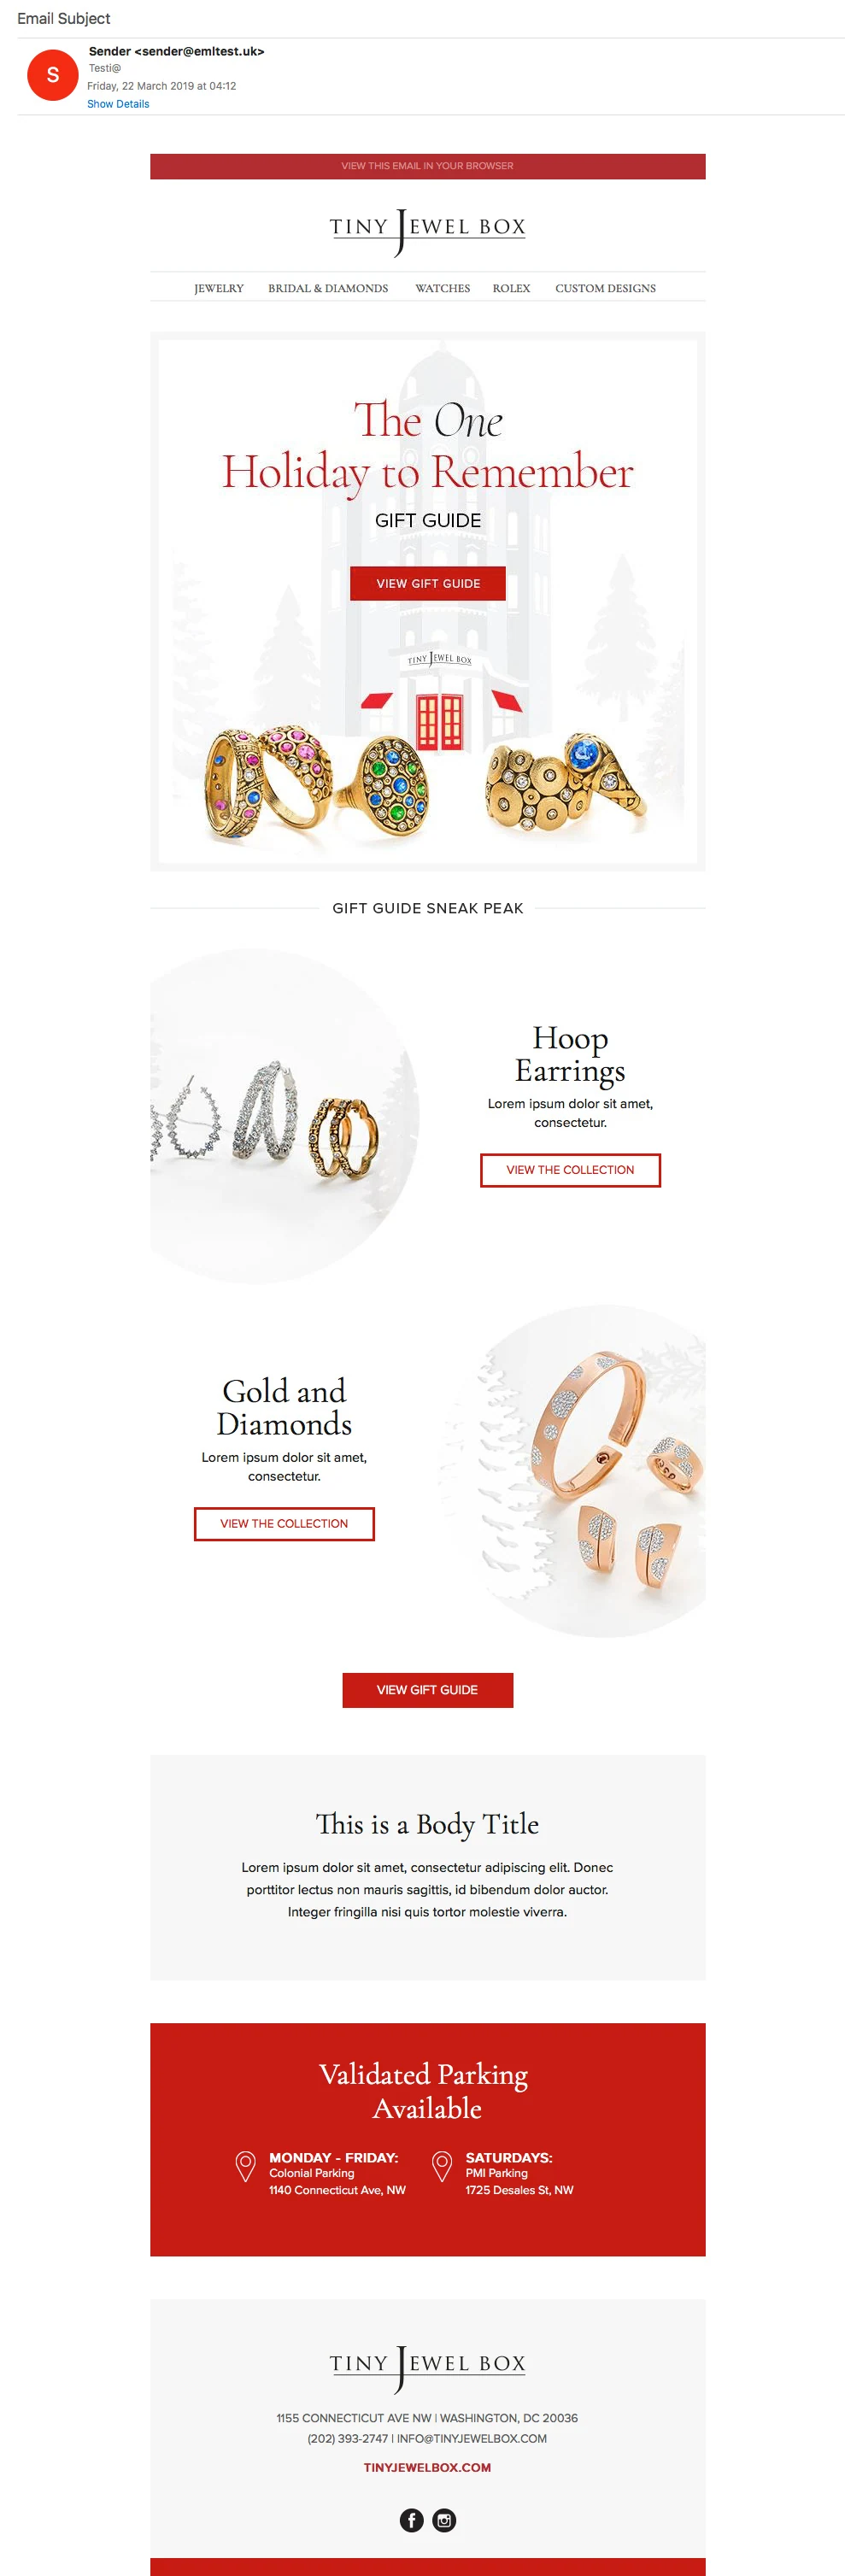 Email Subject
S
Sender <sender@emltest.uk>
Testi@
Friday, 22 March 2019 at 04:12
Show Details
VIEW THIS EMAIL IN YOUR BROWSER
TINY JEWEL BOX
JEWELRY BRIDAL & DIAMONDS WATCHES ROLEX CUSTOM DESIGNS
The One
Holiday to Remember
GIFT GUIDE
VIEW GIFT GUIDE
TINY JEWEL BOX
GIFT GUIDE SNEAK PEAK
Hoop
Earrings
Lorem ipsum dolor sit amet,
consectetur.
VIEW THE COLLECTION
Gold and
Diamonds
Lorem ipsum dolor sit amet,
consectetur.
VIEW THE COLLECTION
VIEW GIFT GUIDE
This is a Body Title
Lorem ipsum dolor sit amet, consectetur adipiscing elit. Donec
porttitor lectus non mauris sagittis, id bibendum dolor auctor.
Integer fringilla nisi quis tortor molestie viverra.
Validated Parking
Available
MONDAY - FRIDAY:
Colonial Parking
1140 Connecticut Ave, NW
SATURDAYS:
PMI Parking
1725 Desales St, NW
TINY JEWEL BOX
1155 CONNECTICUT AVE NW | WASHINGTON, DC 20036
(202) 393-2747 | INFO@TINYJEWELBOX.COM
TINYJEWELBOX.COM